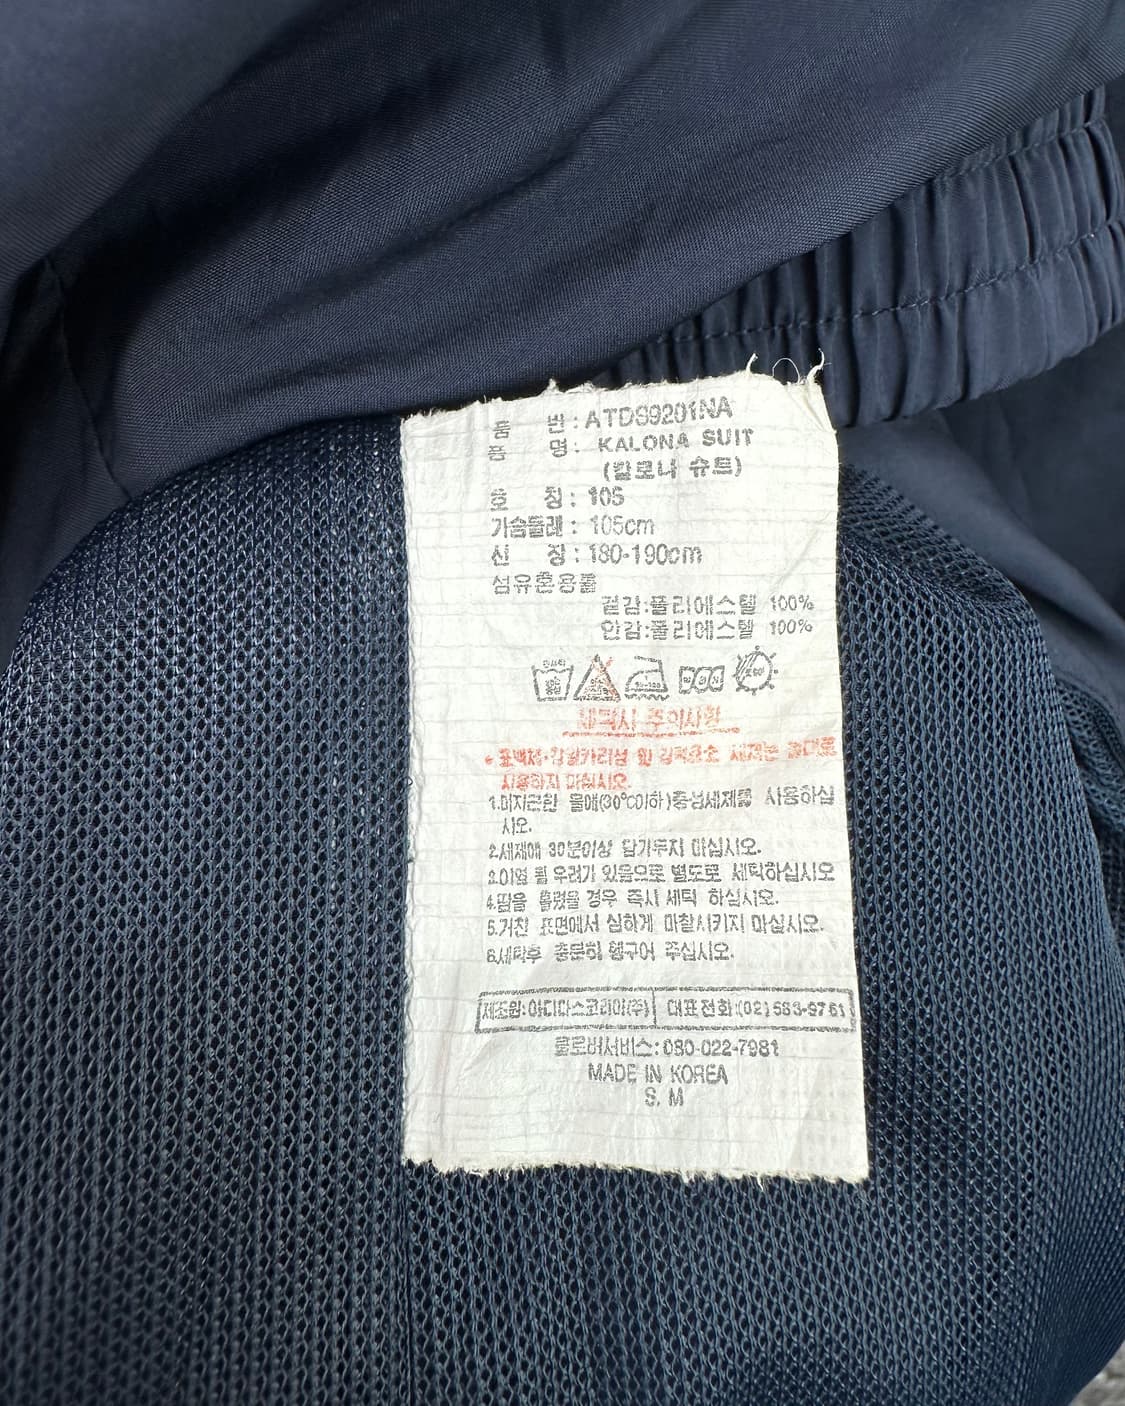 품 번 : ATDS9201NA
품 명 : KALONA SUIT
(칼로나 슈트)
호 칭 : 105
가슴둘레 : 105cm
신 장 : 180-190cm
섬유혼용률
겉감:폴리에스텔 100%
안감:폴리에스텔 100%
주의사항
사용하지 마십시오.
1.미지근한 물에(30℃이하)중성세제를 사용하십
시오.
2.세제에 30분이상 담가두지 마십시오.
3.이염 될 우려가 있음으로 별도로 세탁하십시오
4.땀을 흘렸을 경우 즉시 세탁 하십시오.
5.거친 표면에서 심하게 마찰시키지 마십시오.
6.세탁후 충분히 헹구어 주십시오.
제조원:아디다스코리아(주) 대표전화:(02)563-9761
클로버서비스:080-022-7981
MADE IN KOREA
S. M